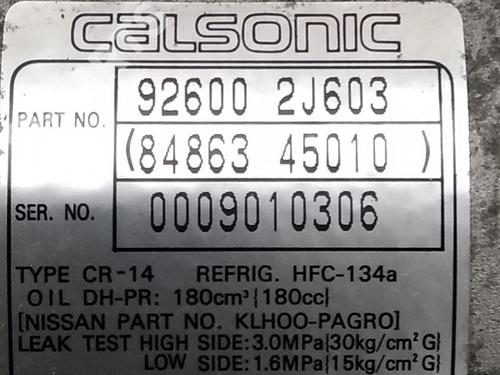 CALSONIC
PART NO. 92600 2J603
(84863 45010 )
SER. NO. 0009010306
TYPE CR-14 REFRIG. HFC-134a
OIL DH-PR: 180cm³{180cc}
[NISSAN PART NO. KLHOO-PAGRO]
LEAK TEST HIGH SIDE: 3.0MPa{30kg/cm²G}
LOW SIDE: 1.6MPa{15kg/cm²G}